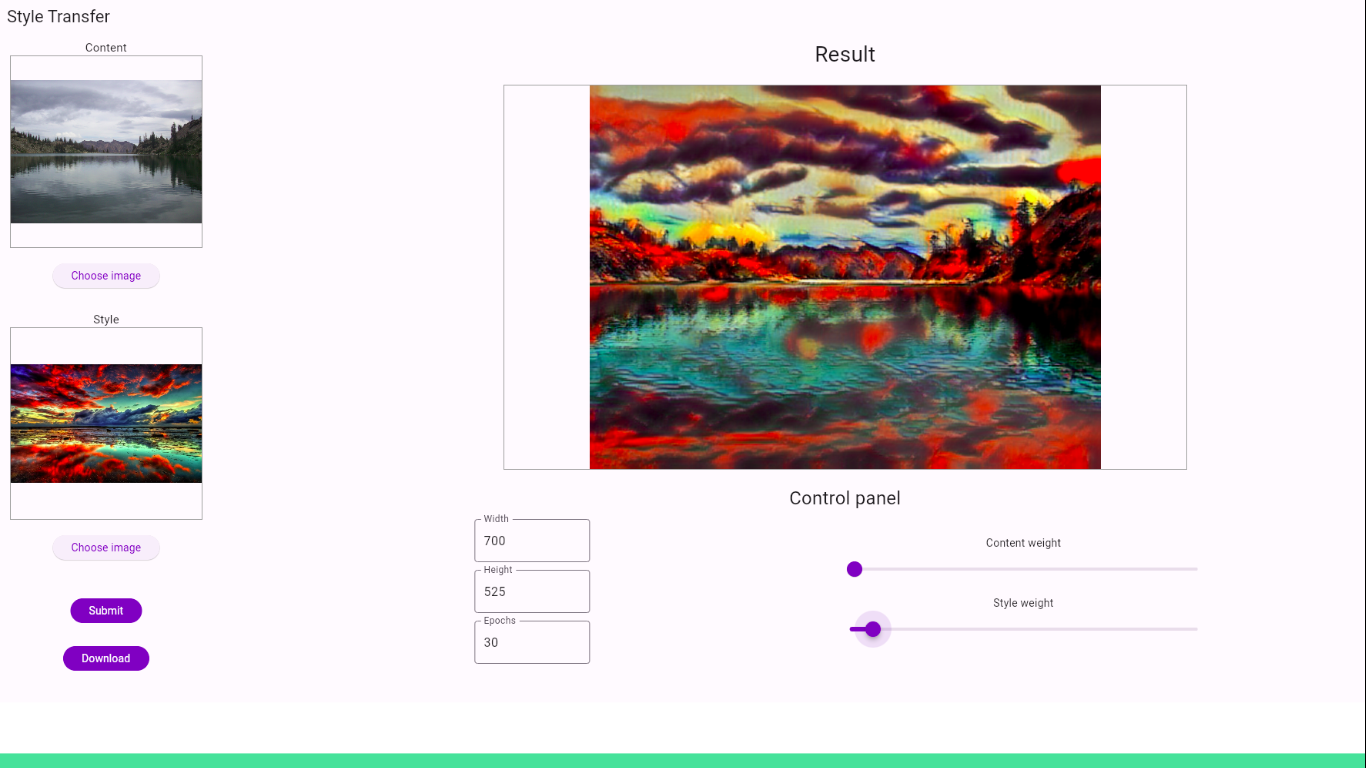 Style Transfer
Content
Choose image
Style
Choose image
Submit
Download
Result
Control panel
Width
700
Height
525
Epochs
30
Content weight
Style weight